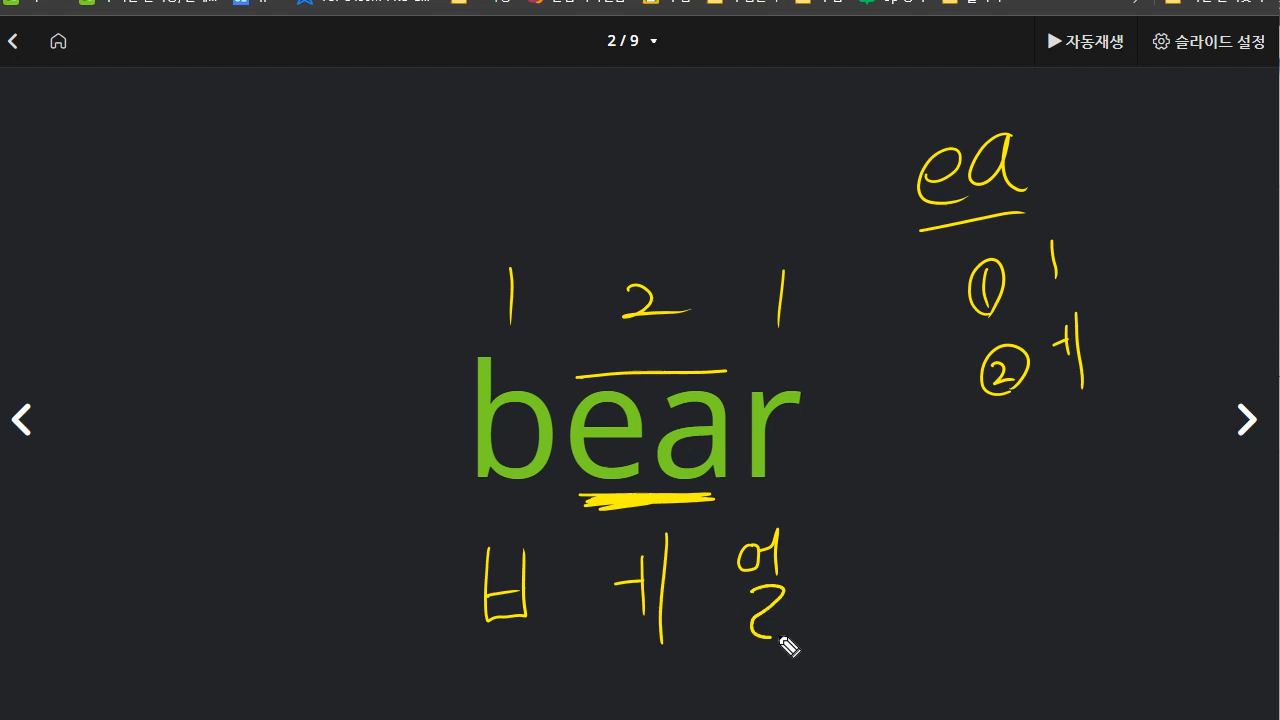 2 / 9
자동재생
슬라이드 설정
ea
① ㅣ
② ㅔ
1 2 1
bear
ㅂ ㅔ 얼